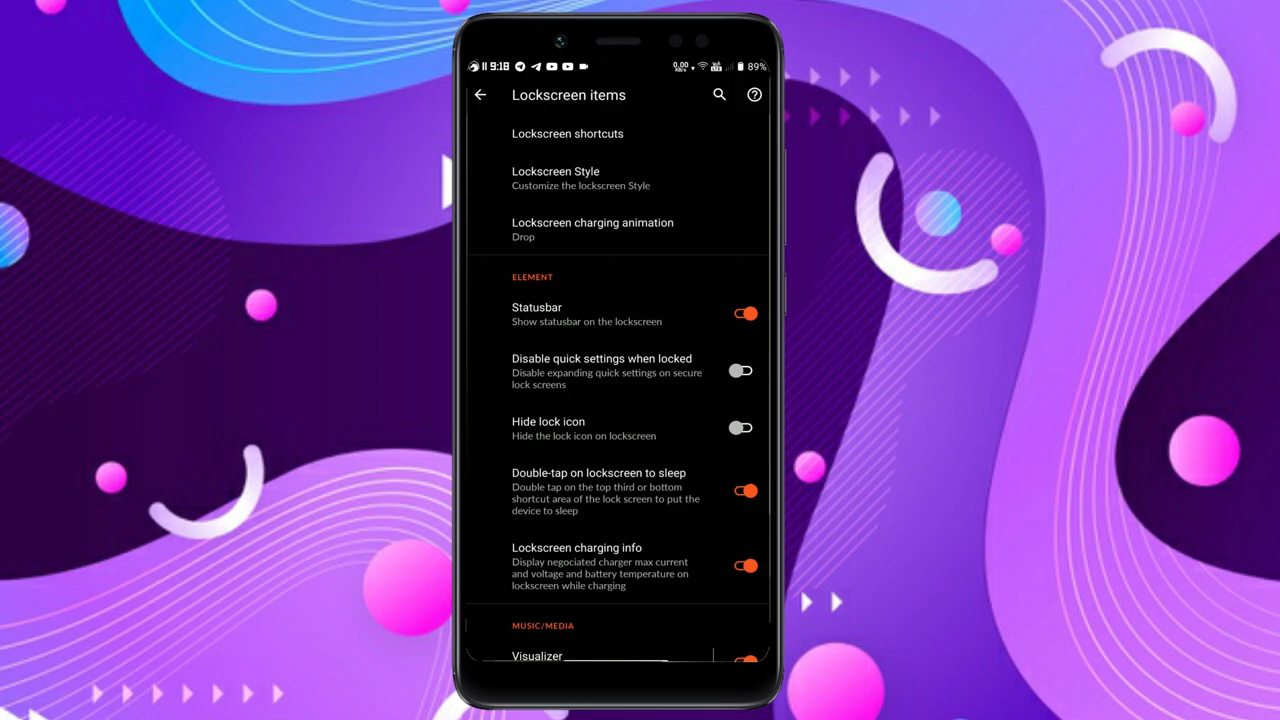 9:18
0.00
KB/s
89%
Lockscreen items
Lockscreen shortcuts
Lockscreen Style
Customize the lockscreen Style
Lockscreen charging animation
Drop
ELEMENT
Statusbar
Show statusbar on the lockscreen
Disable quick settings when locked
Disable expanding quick settings on secure
lock screens
Hide lock icon
Hide the lock icon on lockscreen
Double-tap on lockscreen to sleep
Double tap on the top third or bottom
shortcut area of the lock screen to put the
device to sleep
Lockscreen charging info
Display negociated charger max current
and voltage and battery temperature on
lockscreen while charging
MUSIC/MEDIA
Visualizer